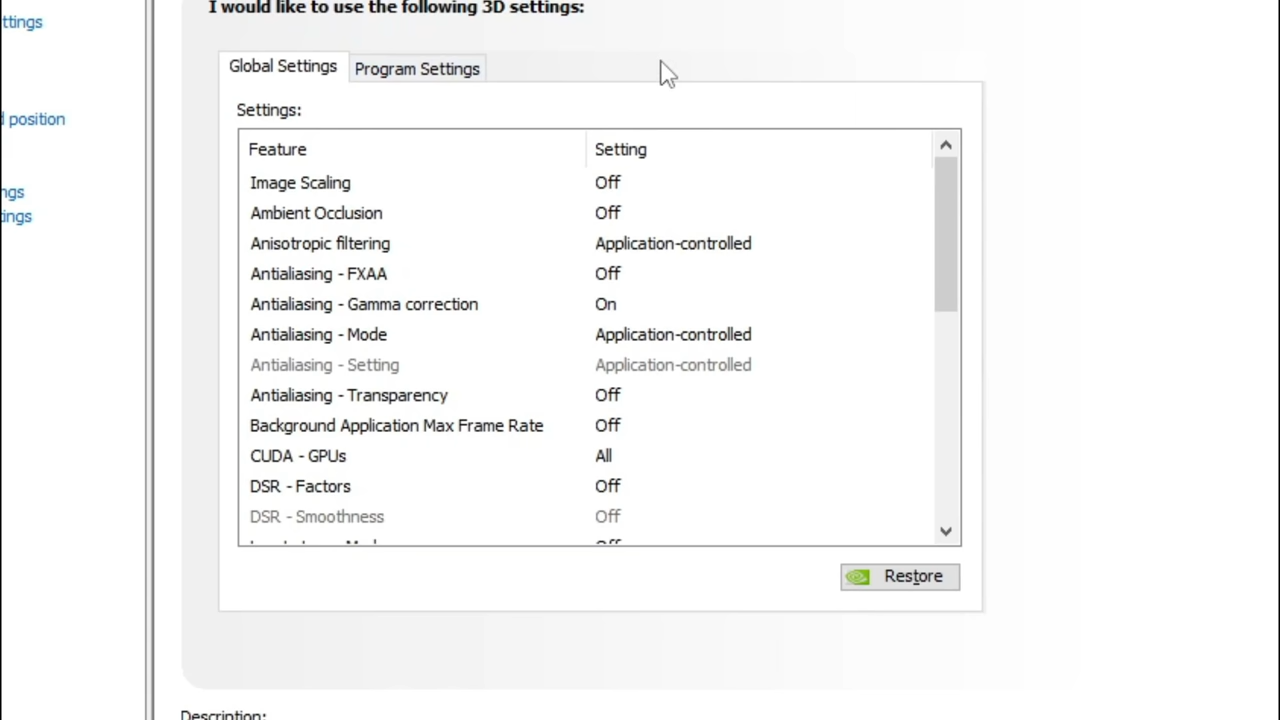 I would like to use the following 3D settings:
ttings
Global Settings
Program Settings
Settings:
d position
Feature Setting
Image Scaling Off
ngs
Ambient Occlusion Off
tings
Anisotropic filtering Application-controlled
Antialiasing - FXAA Off
Antialiasing - Gamma correction On
Antialiasing - Mode Application-controlled
Antialiasing - Setting Application-controlled
Antialiasing - Transparency Off
Background Application Max Frame Rate Off
CUDA - GPUs All
DSR - Factors Off
DSR - Smoothness Off
Restore
Description: